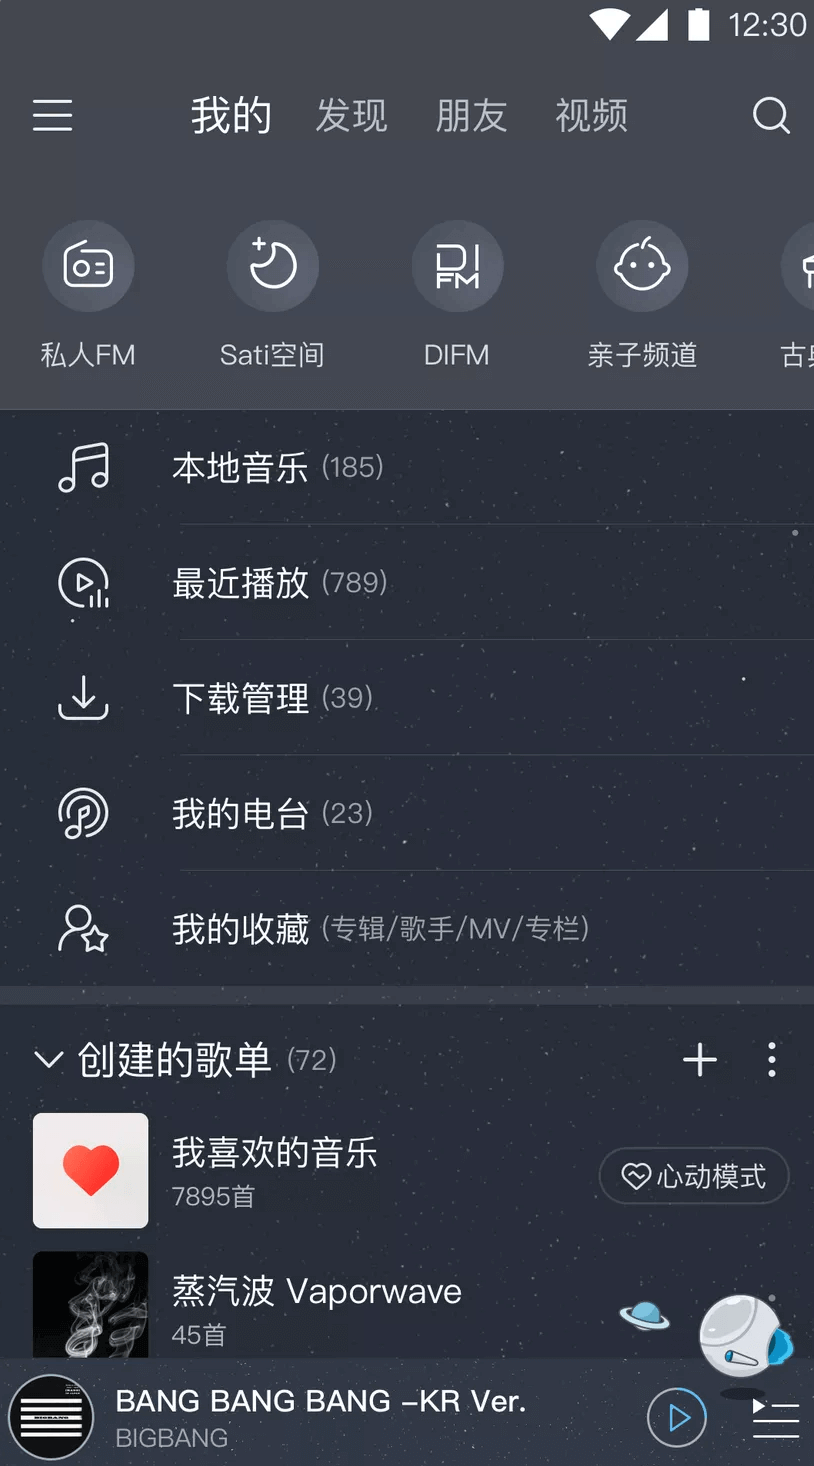 12:30
我的 发现 朋友 视频
DI
FM
私人FM Sati空间 DIFM 亲子频道 古
本地音乐 (185)
最近播放 (789)
下载管理 (39)
我的电台 (23)
我的收藏 (专辑/歌手/MV/专栏)
创建的歌单 (72)
我喜欢的音乐
7895首
心动模式
蒸汽波 Vaporwave
45首
BANG BANG BANG –KR Ver.
BIGBANG